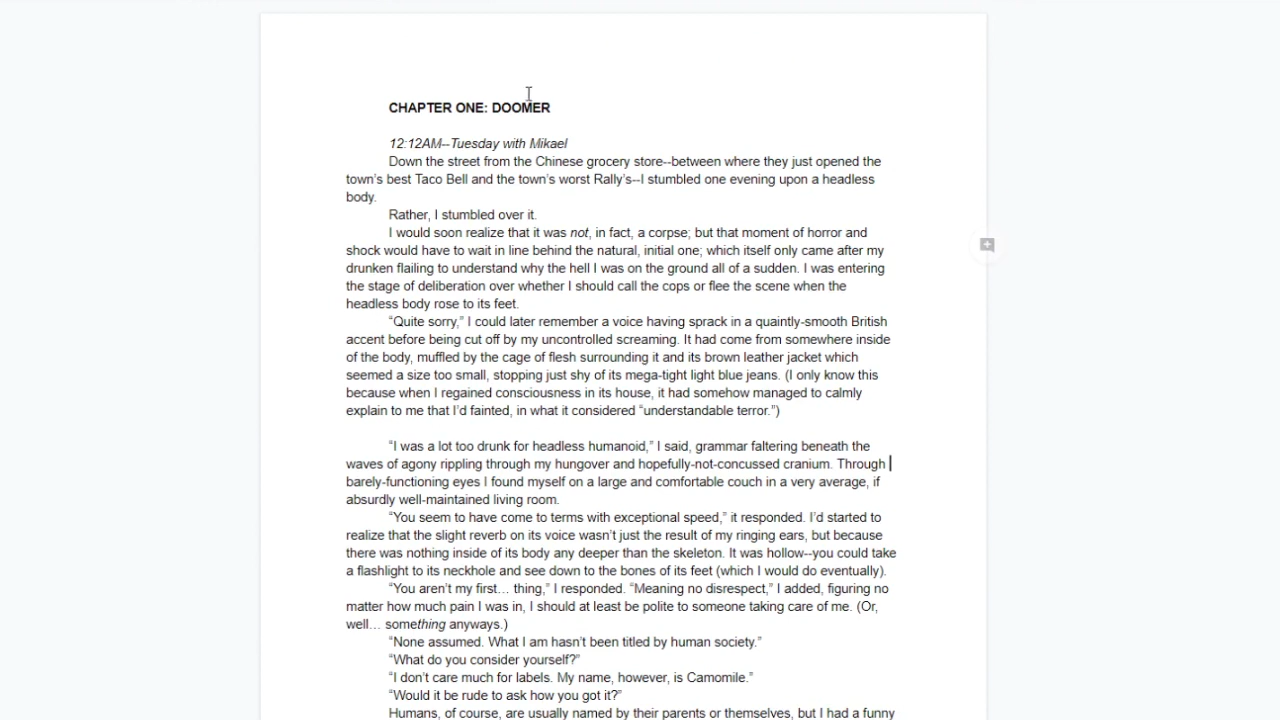 CHAPTER ONE: DOOMER
12:12AM--Tuesday with Mikael
Down the street from the Chinese grocery store--between where they just opened the
town's best Taco Bell and the town's worst Rally's--I stumbled one evening upon a headless
body.
Rather, I stumbled over it.
I would soon realize that it was not, in fact, a corpse; but that moment of horror and
shock would have to wait in line behind the natural, initial one; which itself only came after my
drunken flailing to understand why the hell I was on the ground all of a sudden. I was entering
the stage of deliberation over whether I should call the cops or flee the scene when the
headless body rose to its feet.
“Quite sorry,” I could later remember a voice having sprack in a quaintly-smooth British
accent before being cut off by my uncontrolled screaming. It had come from somewhere inside
of the body, muffled by the cage of flesh surrounding it and its brown leather jacket which
seemed a size too small, stopping just shy of its mega-tight light blue jeans. (I only know this
because when I regained consciousness in its house, it had somehow managed to calmly
explain to me that I'd fainted, in what it considered “understandable terror.”)
“I was a lot too drunk for headless humanoid,” I said, grammar faltering beneath the
waves of agony rippling through my hungover and hopefully-not-concussed cranium. Through
barely-functioning eyes I found myself on a large and comfortable couch in a very average, if
absurdly well-maintained living room.
“You seem to have come to terms with exceptional speed,” it responded. I'd started to
realize that the slight reverb on its voice wasn't just the result of my ringing ears, but because
there was nothing inside of its body any deeper than the skeleton. It was hollow--you could take
a flashlight to its neckhole and see down to the bones of its feet (which I would do eventually).
“You aren't my first... thing,” I responded. “Meaning no disrespect,” I added, figuring no
matter how much pain I was in, I should at least be polite to someone taking care of me. (Or,
well... something anyways.)
“None assumed. What I am hasn't been titled by human society.”
“What do you consider yourself?”
“I don't care much for labels. My name, however, is Camomile.”
“Would it be rude to ask how you got it?”
Humans, of course, are usually named by their parents or themselves, but I had a funny